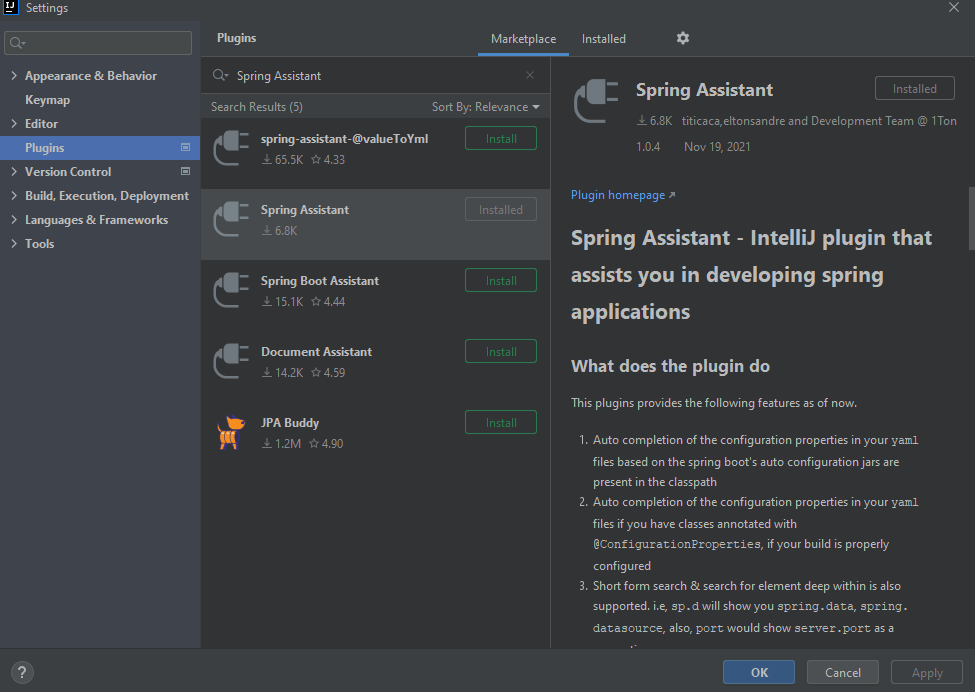 IJ Settings
Plugins
Marketplace Installed
Appearance & Behavior
Keymap
Editor
Plugins
Version Control
Build, Execution, Deployment
Languages & Frameworks
Tools
Spring Assistant
Search Results (5) Sort By: Relevance
spring-assistant-@valueToYml Install
65.5K 4.33
Spring Assistant Installed
6.8K
Spring Boot Assistant Install
15.1K 4.44
Document Assistant Install
14.2K 4.59
JPA Buddy Install
1.2M 4.90
Spring Assistant Installed
6.8K titicaca,eltonsandre and Development Team @ 1Ton
1.0.4 Nov 19, 2021
Plugin homepage
Spring Assistant - IntelliJ plugin that
assists you in developing spring
applications
What does the plugin do
This plugins provides the following features as of now.
1. Auto completion of the configuration properties in your yaml
files based on the spring boot's auto configuration jars are
present in the classpath
2. Auto completion of the configuration properties in your yaml
files if you have classes annotated with
@ConfigurationProperties, if your build is properly
configured
3. Short form search & search for element deep within is also
supported. i.e, sp.d will show you spring.data, spring.
datasource, also, port would show server.port as a
? OK Cancel Apply